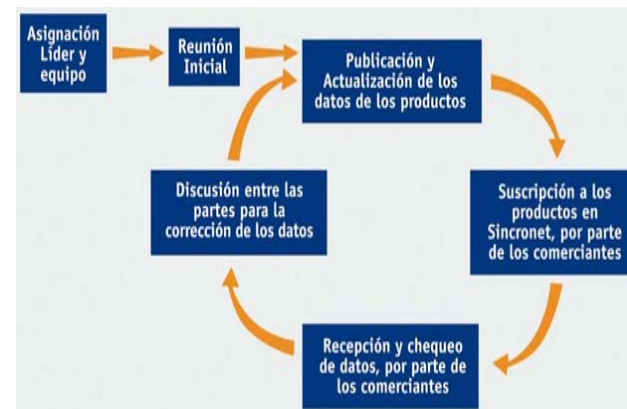 Asignación
Líder y
equipo
Reunión
Inicial
Publicación y
Actualización de los
datos de los productos
Suscripción a los
productos en
Sincronet, por parte
de los comerciantes
Recepción y chequeo
de datos, por parte de
los comerciantes
Discusión entre las
partes para la
corrección de los datos